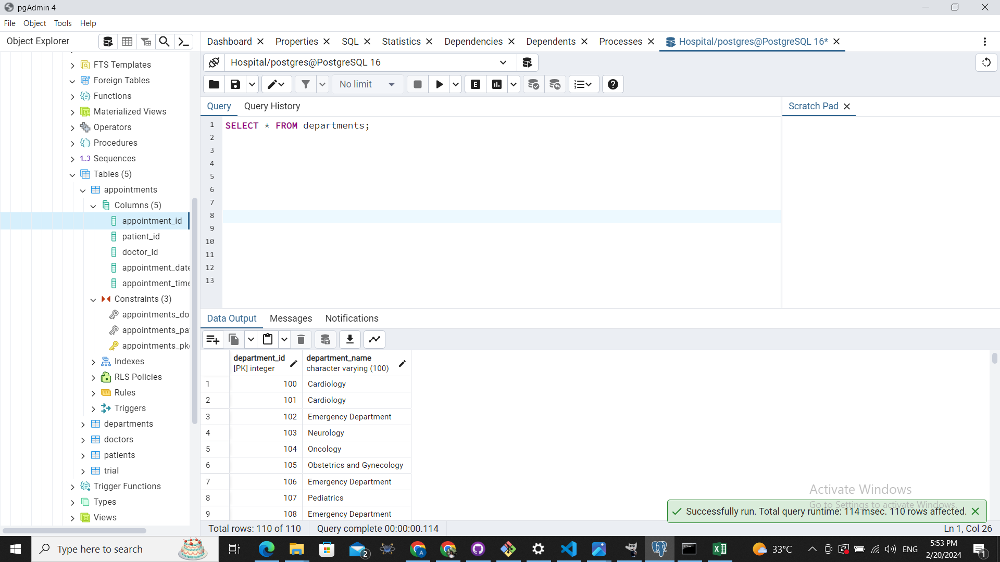 pgAdmin 4
File Object Tools Help
Object Explorer
Dashboard Properties SQL Statistics Dependencies Dependents Processes Hospital/postgres@PostgreSQL 16*
FTS Templates
Foreign Tables
Functions
Materialized Views
Operators
Procedures
1..3 Sequences
Tables (5)
appointments
Columns (5)
appointment_id
patient_id
doctor_id
appointment_date
appointment_time
Constraints (3)
appointments_do
appointments_pa
appointments_pk
Indexes
RLS Policies
Rules
Triggers
departments
doctors
patients
trial
Trigger Functions
Types
Views
Hospital/postgres@PostgreSQL 16
No limit
E
Query Query History
Scratch Pad
1 SELECT * FROM departments;
2
3
4
5
6
7
8
9
10
11
12
13
Data Output Messages Notifications
department_id department_name
[PK] integer character varying (100)
1 100 Cardiology
2 101 Cardiology
3 102 Emergency Department
4 103 Neurology
5 104 Oncology
6 105 Obstetrics and Gynecology
7 106 Emergency Department
8 107 Pediatrics
9 108 Emergency Department
Activate Windows
Go to Settings to activate Windows.
Successfully run. Total query runtime: 114 msec. 110 rows affected.
Total rows: 110 of 110 Query complete 00:00:00.114
Ln 1, Col 26
Type here to search
2
33°C
ENG
5:53 PM
2/20/2024
1